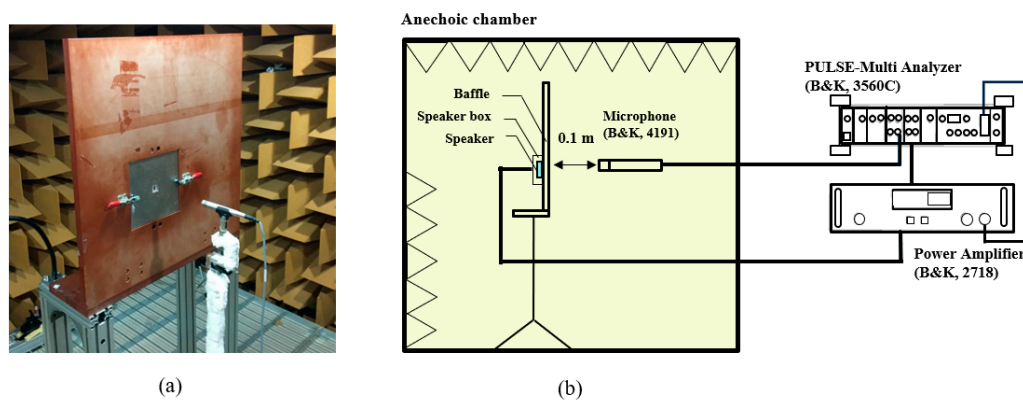 Anechoic chamber
Baffle
Speaker box
Speaker
0.1 m
Microphone
(B&K, 4191)
PULSE-Multi Analyzer
(B&K, 3560C)
Power Amplifier
(B&K, 2718)
(a)
(b)